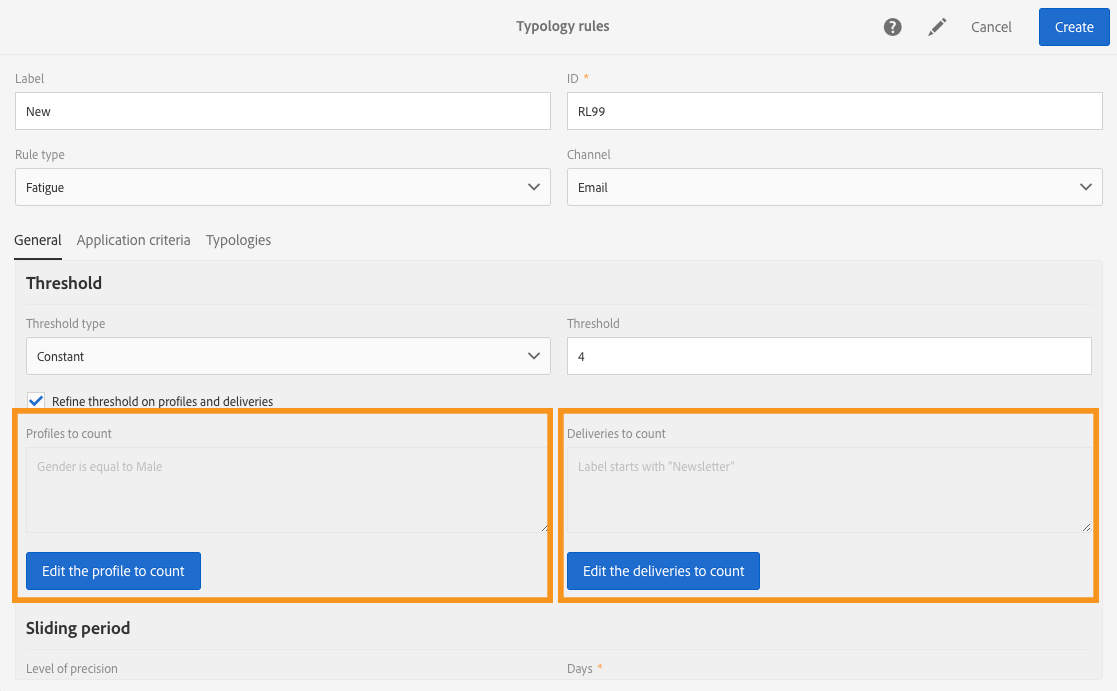 Typology rules
?
Cancel
Create
Label
ID *
New
RL99
Rule type
Channel
Fatigue
Email
General
Application criteria
Typologies
Threshold
Threshold type
Threshold
Constant
4
Refine threshold on profiles and deliveries
Profiles to count
Deliveries to count
Gender is equal to Male
Label starts with "Newsletter"
Edit the profile to count
Edit the deliveries to count
Sliding period
Level of precision
Days *